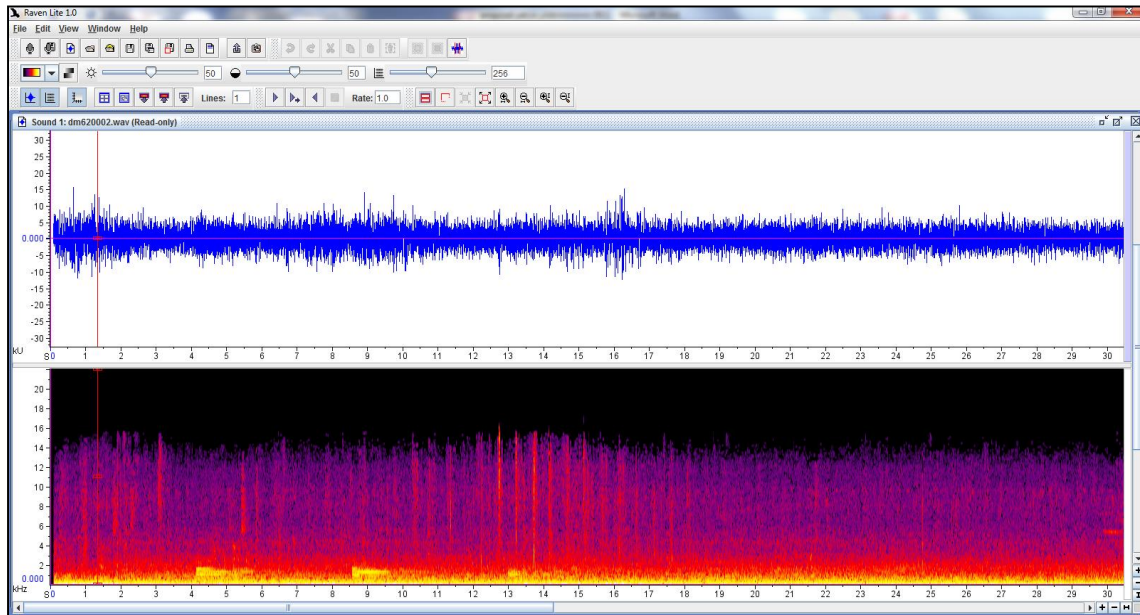 Raven Lite 1.0
File Edit View Window Help
50 50 256
Lines: 1 Rate: 1.0
Sound 1: dm620002.wav (Read-only)
30
25
20
15
10
5
0.000
-5
-10
-15
-20
-25
-30
kU
S0 1 2 3 4 5 6 7 8 9 10 11 12 13 14 15 16 17 18 19 20 21 22 23 24 25 26 27 28 29 30
20
18
16
14
12
10
8
6
4
2
0.000
kHz
S0 1 2 3 4 5 6 7 8 9 10 11 12 13 14 15 16 17 18 19 20 21 22 23 24 25 26 27 28 29 30